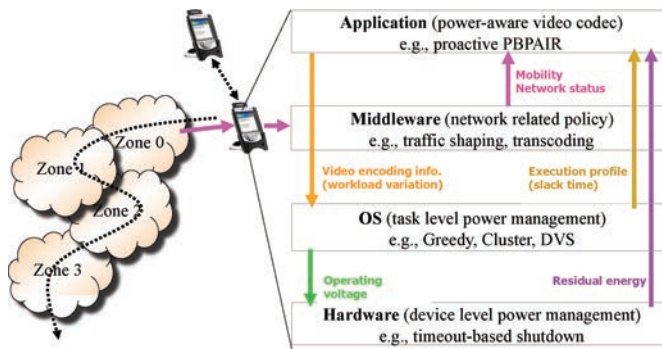 Application (power-aware video codec)
e.g., proactive PBPAIR
Mobility
Network status
Middleware (network related policy)
e.g., traffic shaping, transcoding
Zone 0
Zone 1
Zone 2
Zone 3
Video encoding info.
(workload variation)
Execution profile
(slack time)
OS (task level power management)
e.g., Greedy, Cluster, DVS
Operating
voltage
Residual energy
Hardware (device level power management)
e.g., timeout-based shutdown